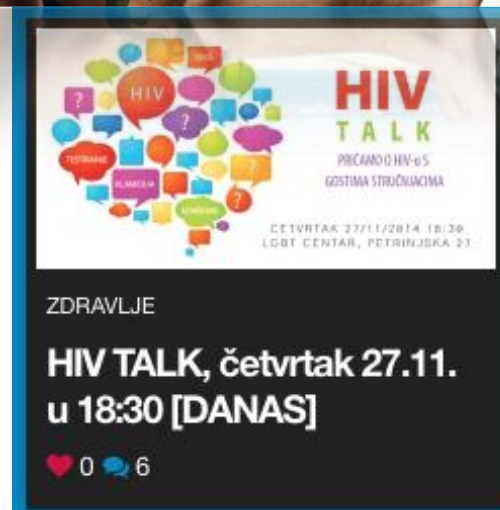 HIV
?
?
?
TESTIRANJE
KLAMIDIJA
HIV
TALK
PRIČAMO O HIV-u S
GOSTIMA STRUČNJACIMA
ČETVRTAK 27/11/2014 18:30
LGBT CENTAR, PETRINJSKA 27
ZDRAVLJE
HIV TALK, četvrtak 27.11.
u 18:30 [DANAS]
0 6